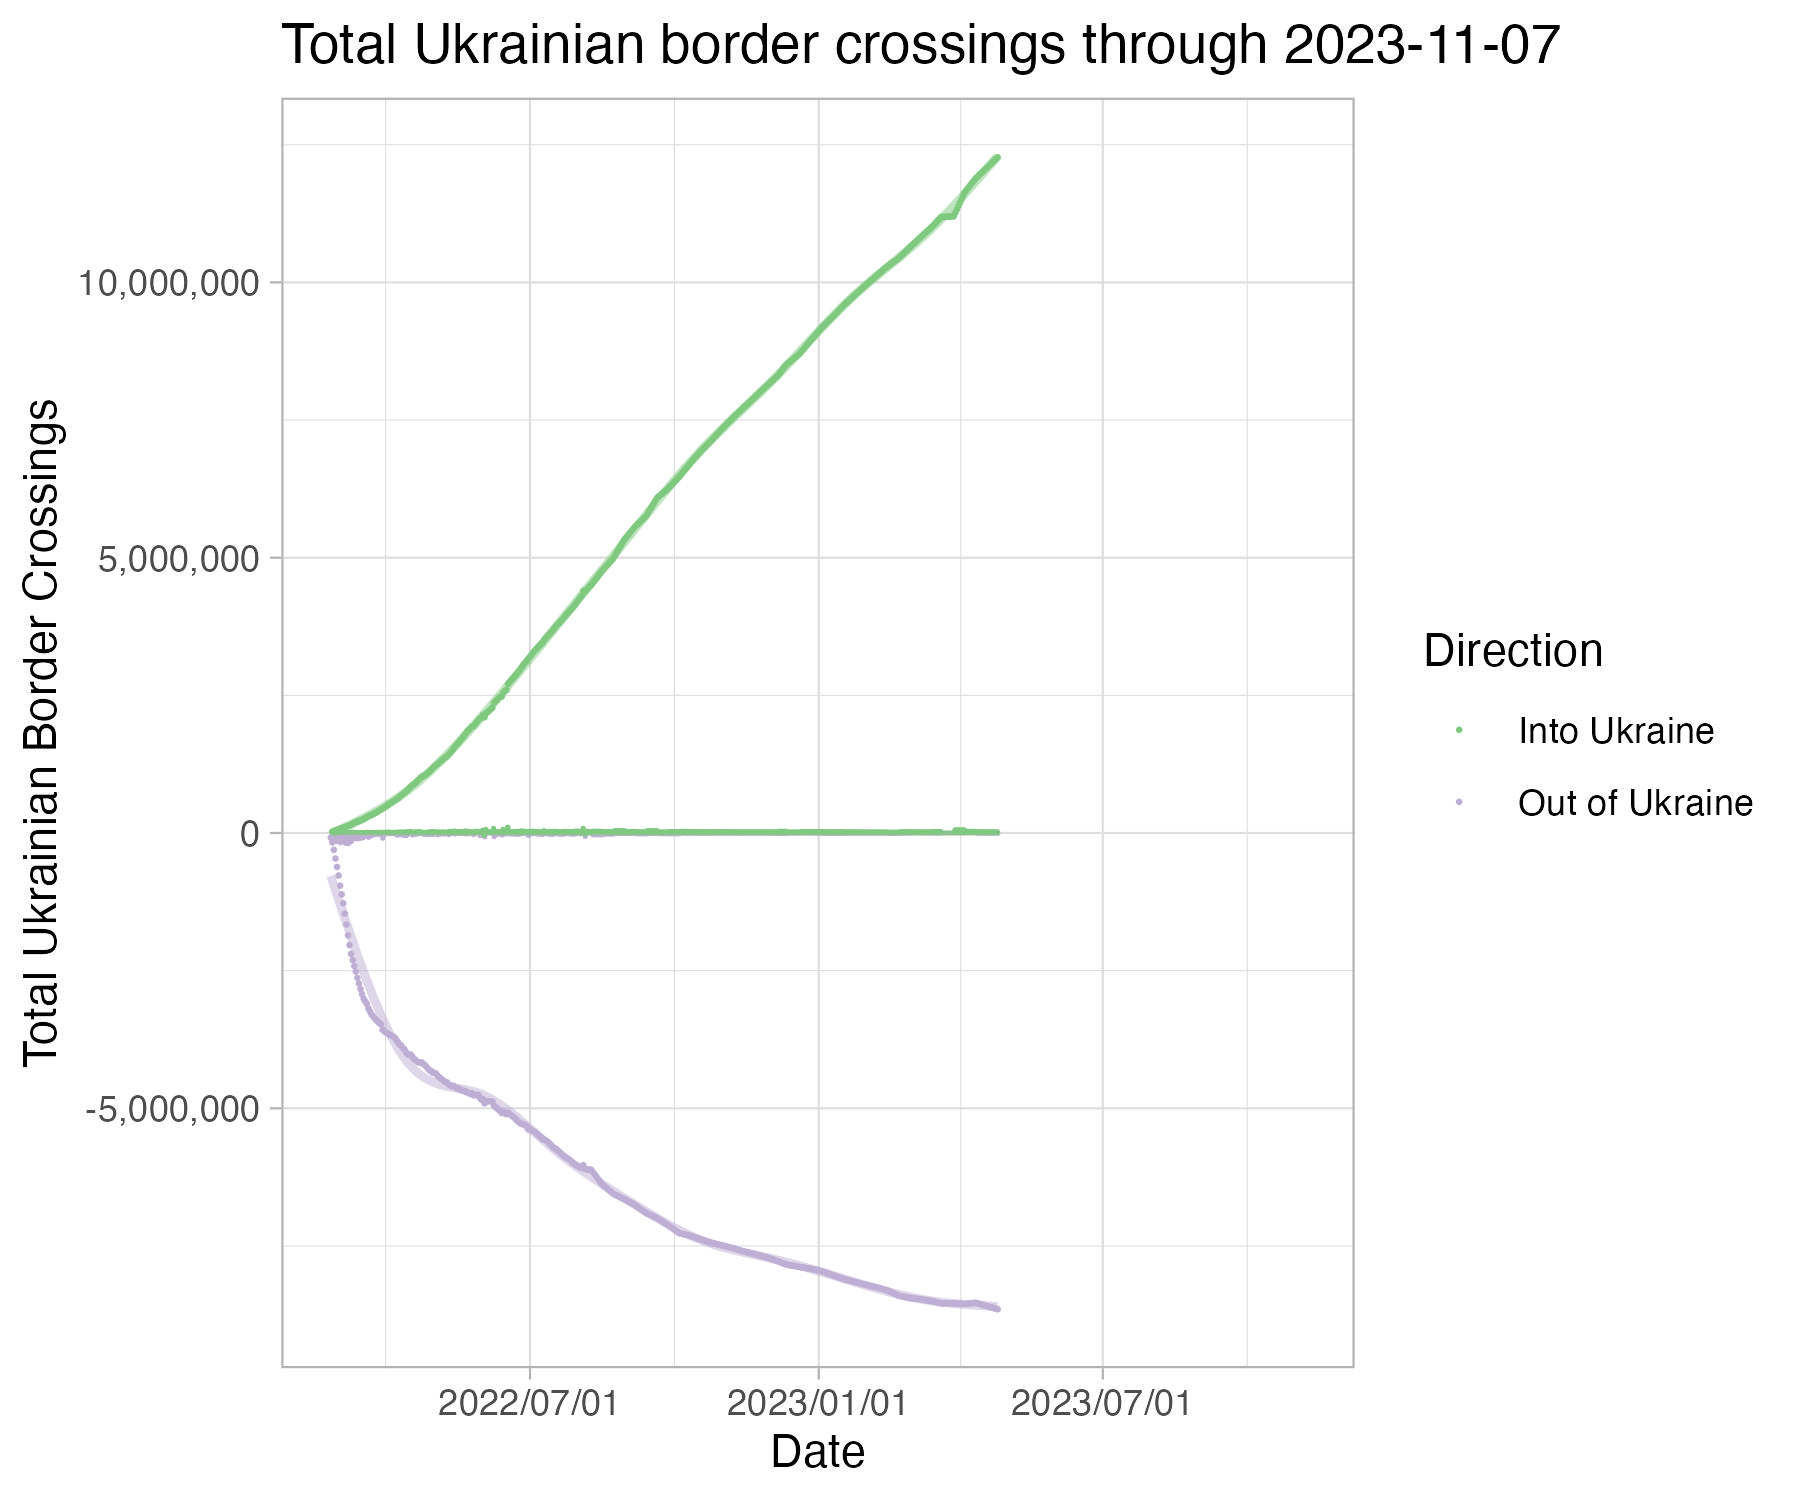 Total Ukrainian border crossings through 2023-11-07
Total Ukrainian Border Crossings
10,000,000
5,000,000
0
-5,000,000
2022/07/01
2023/01/01
2023/07/01
Date
Direction
Into Ukraine
Out of Ukraine